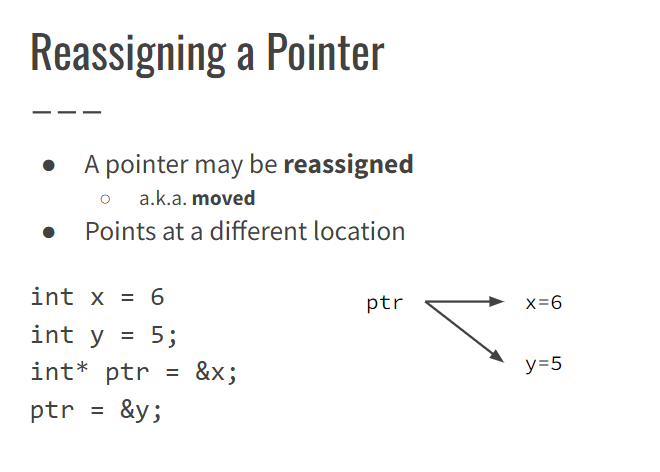 Reassigning a Pointer
———
● A pointer may be reassigned
○ a.k.a. moved
● Points at a different location
int x = 6
int y = 5;
int* ptr = &x;
ptr = &y;
ptr x=6
y=5